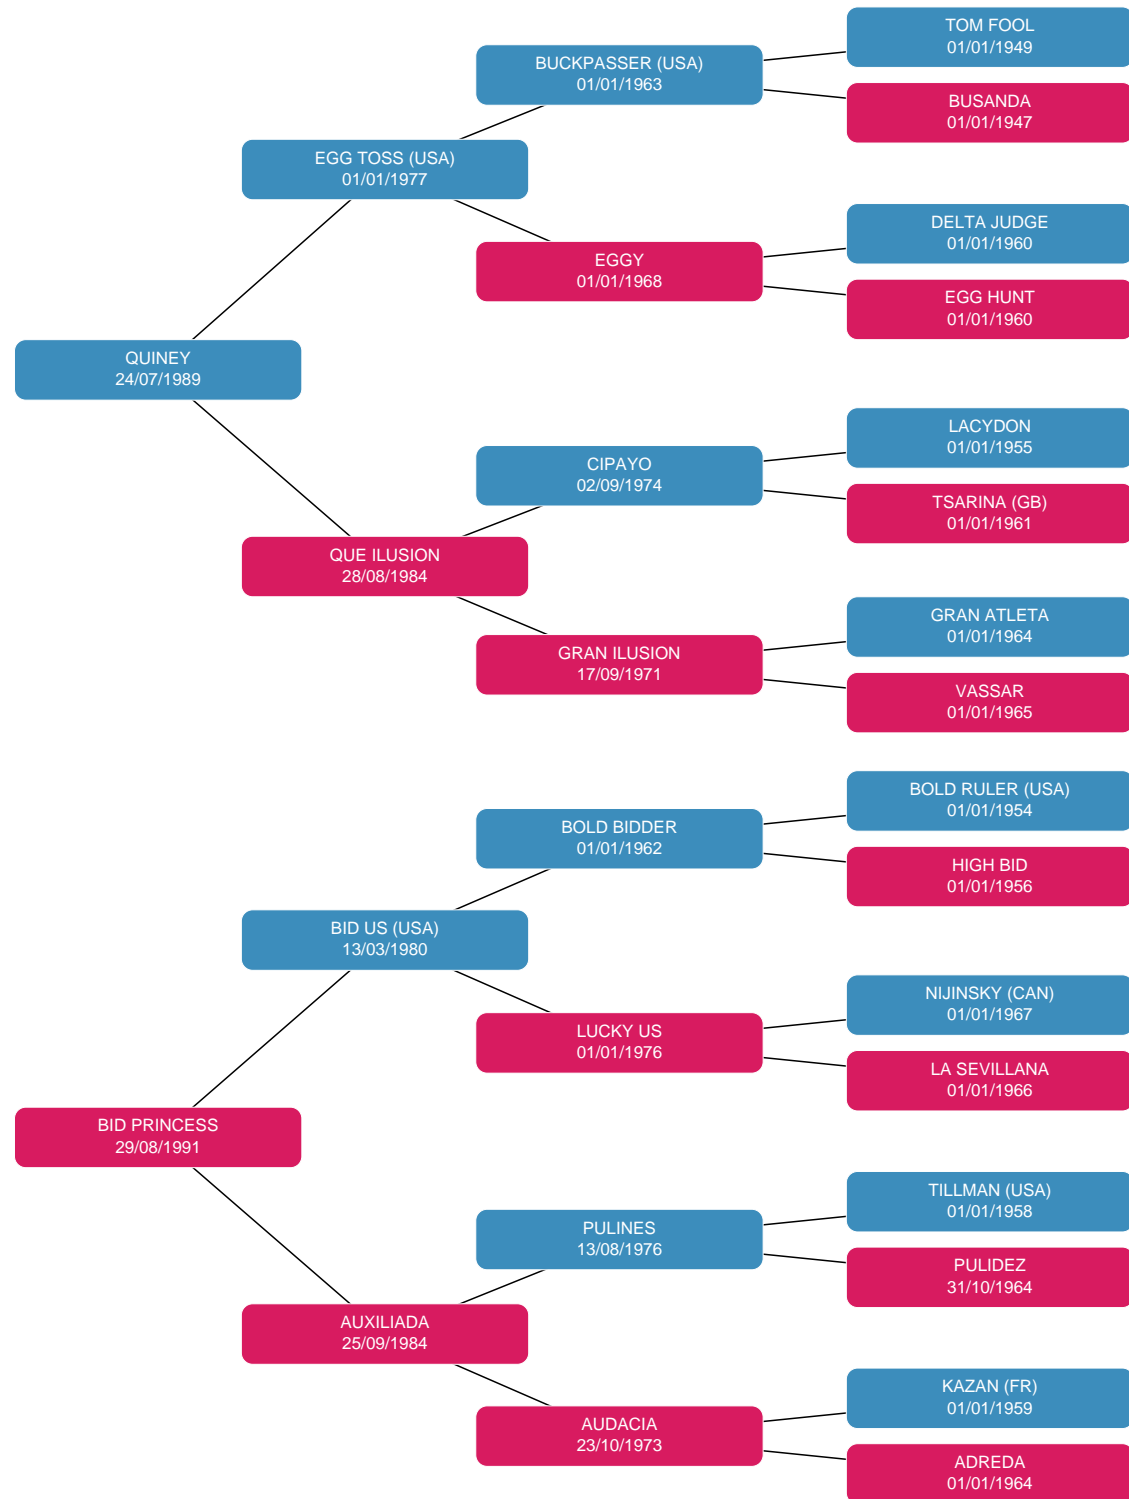 TOM FOOL
01/01/1949
BUCKPASSER (USA)
01/01/1963
BUSANDA
01/01/1947
EGG TOSS (USA)
01/01/1977
DELTA JUDGE
01/01/1960
EGGY
01/01/1968
EGG HUNT
01/01/1960
QUINEY
24/07/1989
LACYDON
01/01/1955
CIPAYO
02/09/1974
TSARINA (GB)
01/01/1961
QUE ILUSION
28/08/1984
GRAN ATLETA
01/01/1964
GRAN ILUSION
17/09/1971
VASSAR
01/01/1965
BOLD RULER (USA)
01/01/1954
BOLD BIDDER
01/01/1962
HIGH BID
01/01/1956
BID US (USA)
13/03/1980
NIJINSKY (CAN)
01/01/1967
LUCKY US
01/01/1976
LA SEVILLANA
01/01/1966
BID PRINCESS
29/08/1991
TILLMAN (USA)
01/01/1958
PULINES
13/08/1976
PULIDEZ
31/10/1964
AUXILIADA
25/09/1984
KAZAN (FR)
01/01/1959
AUDACIA
23/10/1973
ADREDA
01/01/1964